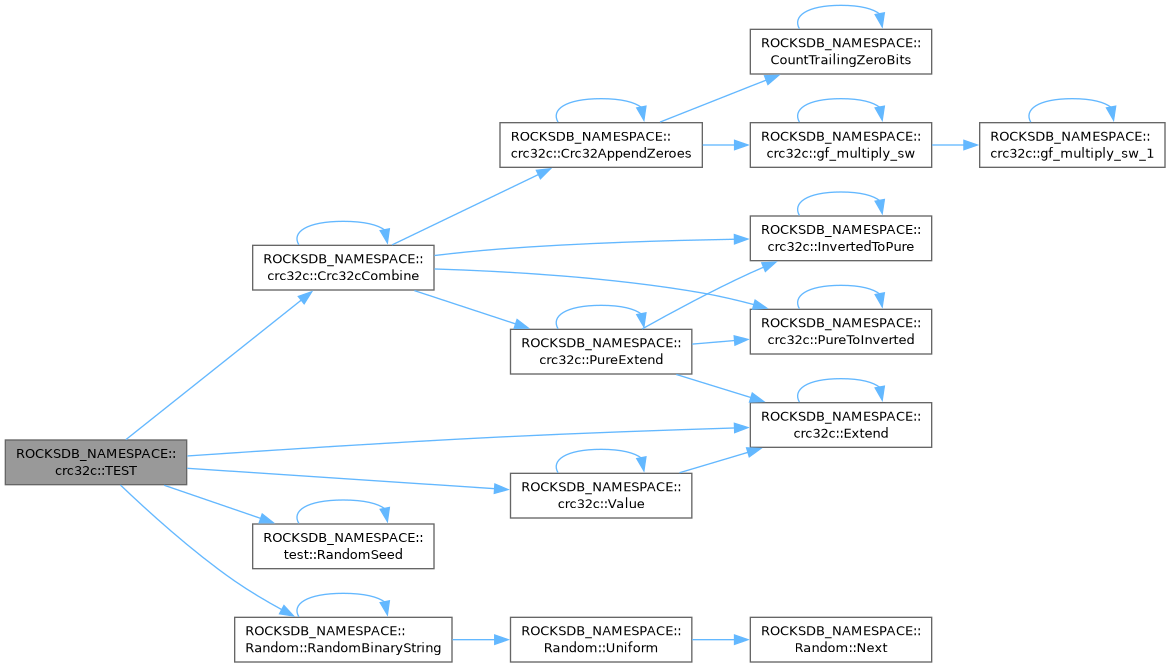 ROCKSDB_NAMESPACE::
CountTrailingZeroBits
ROCKSDB_NAMESPACE::
crc32c::Crc32AppendZeroes
ROCKSDB_NAMESPACE::
crc32c::gf_multiply_sw
ROCKSDB_NAMESPACE::
crc32c::gf_multiply_sw_1
ROCKSDB_NAMESPACE::
crc32c::InvertedToPure
ROCKSDB_NAMESPACE::
crc32c::Crc32cCombine
ROCKSDB_NAMESPACE::
crc32c::PureExtend
ROCKSDB_NAMESPACE::
crc32c::PureToInverted
ROCKSDB_NAMESPACE::
crc32c::Extend
ROCKSDB_NAMESPACE::
crc32c::TEST
ROCKSDB_NAMESPACE::
crc32c::Value
ROCKSDB_NAMESPACE::
test::RandomSeed
ROCKSDB_NAMESPACE::
Random::RandomBinaryString
ROCKSDB_NAMESPACE::
Random::Uniform
ROCKSDB_NAMESPACE::
Random::Next